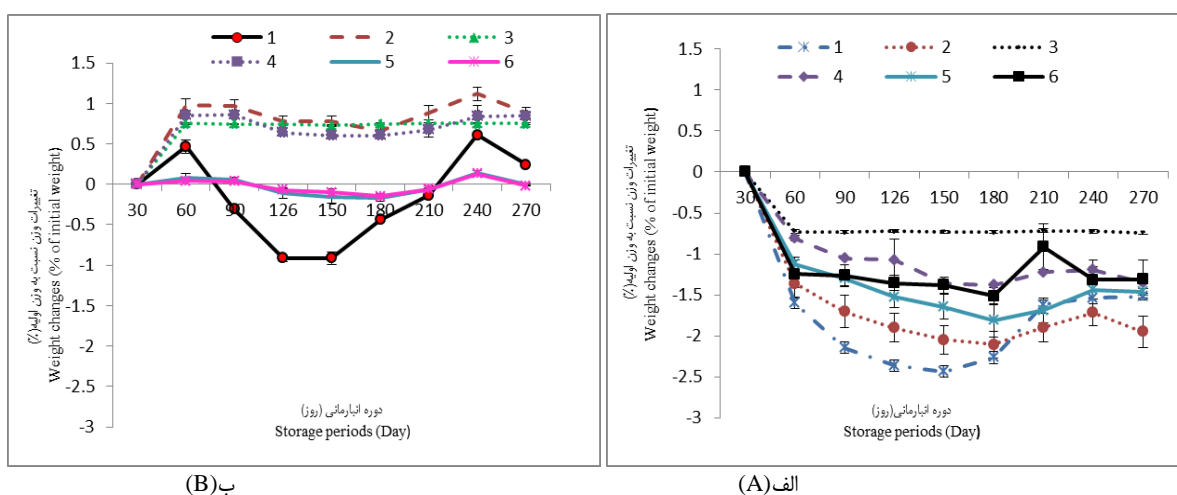 1 2 3
4 5 6
1.5
1
0.5
0
-0.5
-1
-1.5
-2
-2.5
-3
30 60 90 126 150 180 210 240 270
تغییرات وزن نسبت به وزن اولیه(٪)
Weight changes (% of initial weight)
دوره انبارمانی (روز)
Storage periods (Day)
ب(B)
1 2 3
4 5 6
1.5
1
0.5
0
-0.5
-1
-1.5
-2
-2.5
-3
30 60 90 126 150 180 210 240 270
تغییرات وزن نسبت به وزن اولیه(٪)
Weight changes (% of initial weight)
دوره انبارمانی (روز)
Storage periods (Day)
الف(A)